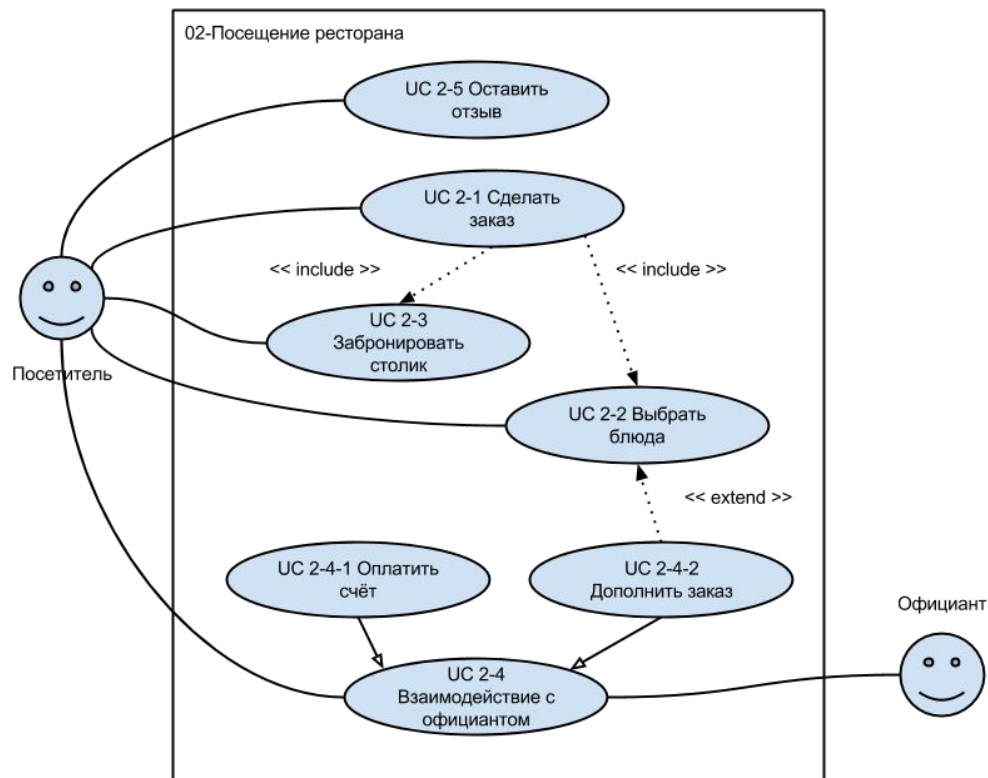 02-Посещение ресторана
UC 2-5 Оставить
отзыв
UC 2-1 Сделать
заказ
<< include >>
<< include >>
UC 2-3
Забронировать
столик
Посетитель
UC 2-2 Выбрать
блюда
<< extend >>
UC 2-4-1 Оплатить
счёт
UC 2-4-2
Дополнить заказ
Официант
UC 2-4
Взаимодействие с
официантом